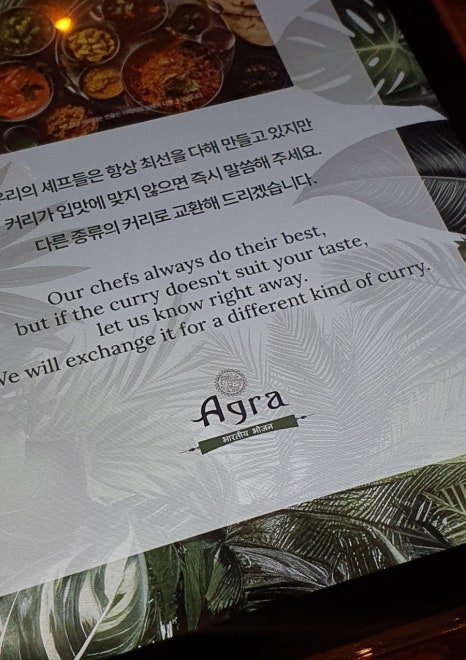 우리의 셰프들은 항상 최선을 다해 만들고 있지만
커리가 입맛에 맞지 않으면 즉시 말씀해 주세요.
다른 종류의 커리로 교환해 드리겠습니다.
Our chefs always do their best,
but if the curry doesn't suit your taste,
let us know right away.
We will exchange it for a different kind of curry.
Agra
भारतीय भोजन